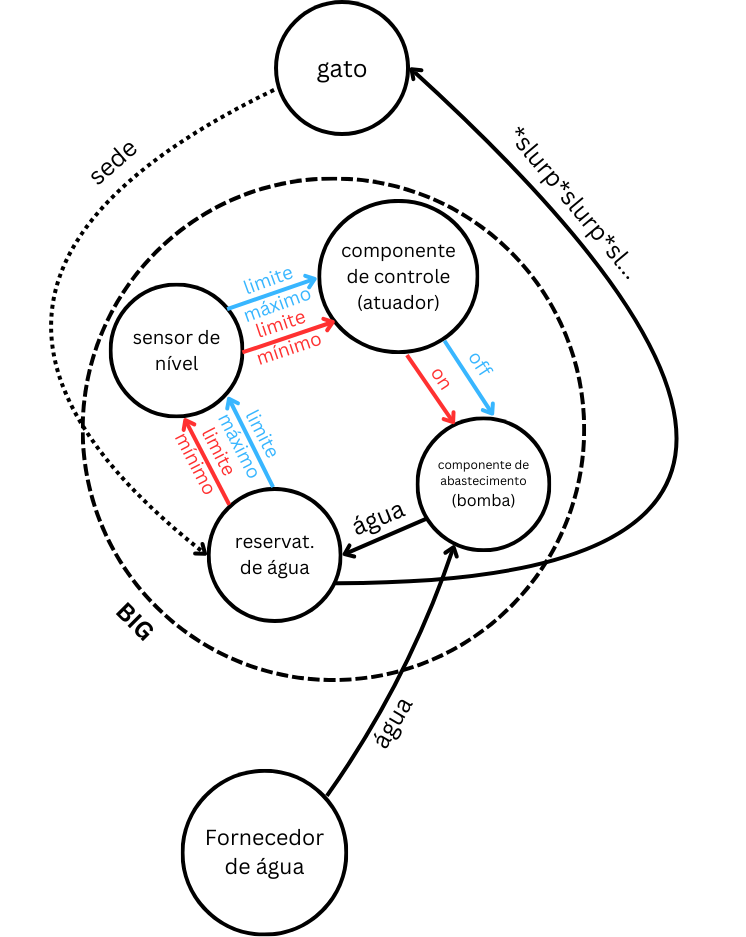 gato
sede
*slurp*slurp*sl...
componente
de controle
(atuador)
limite
máximo
limite
mínimo
sensor de
nível
on
off
limite
mínimo
limite
máximo
componente de
abastecimento
(bomba)
água
reservat.
de água
BIG
água
Fornecedor
de água